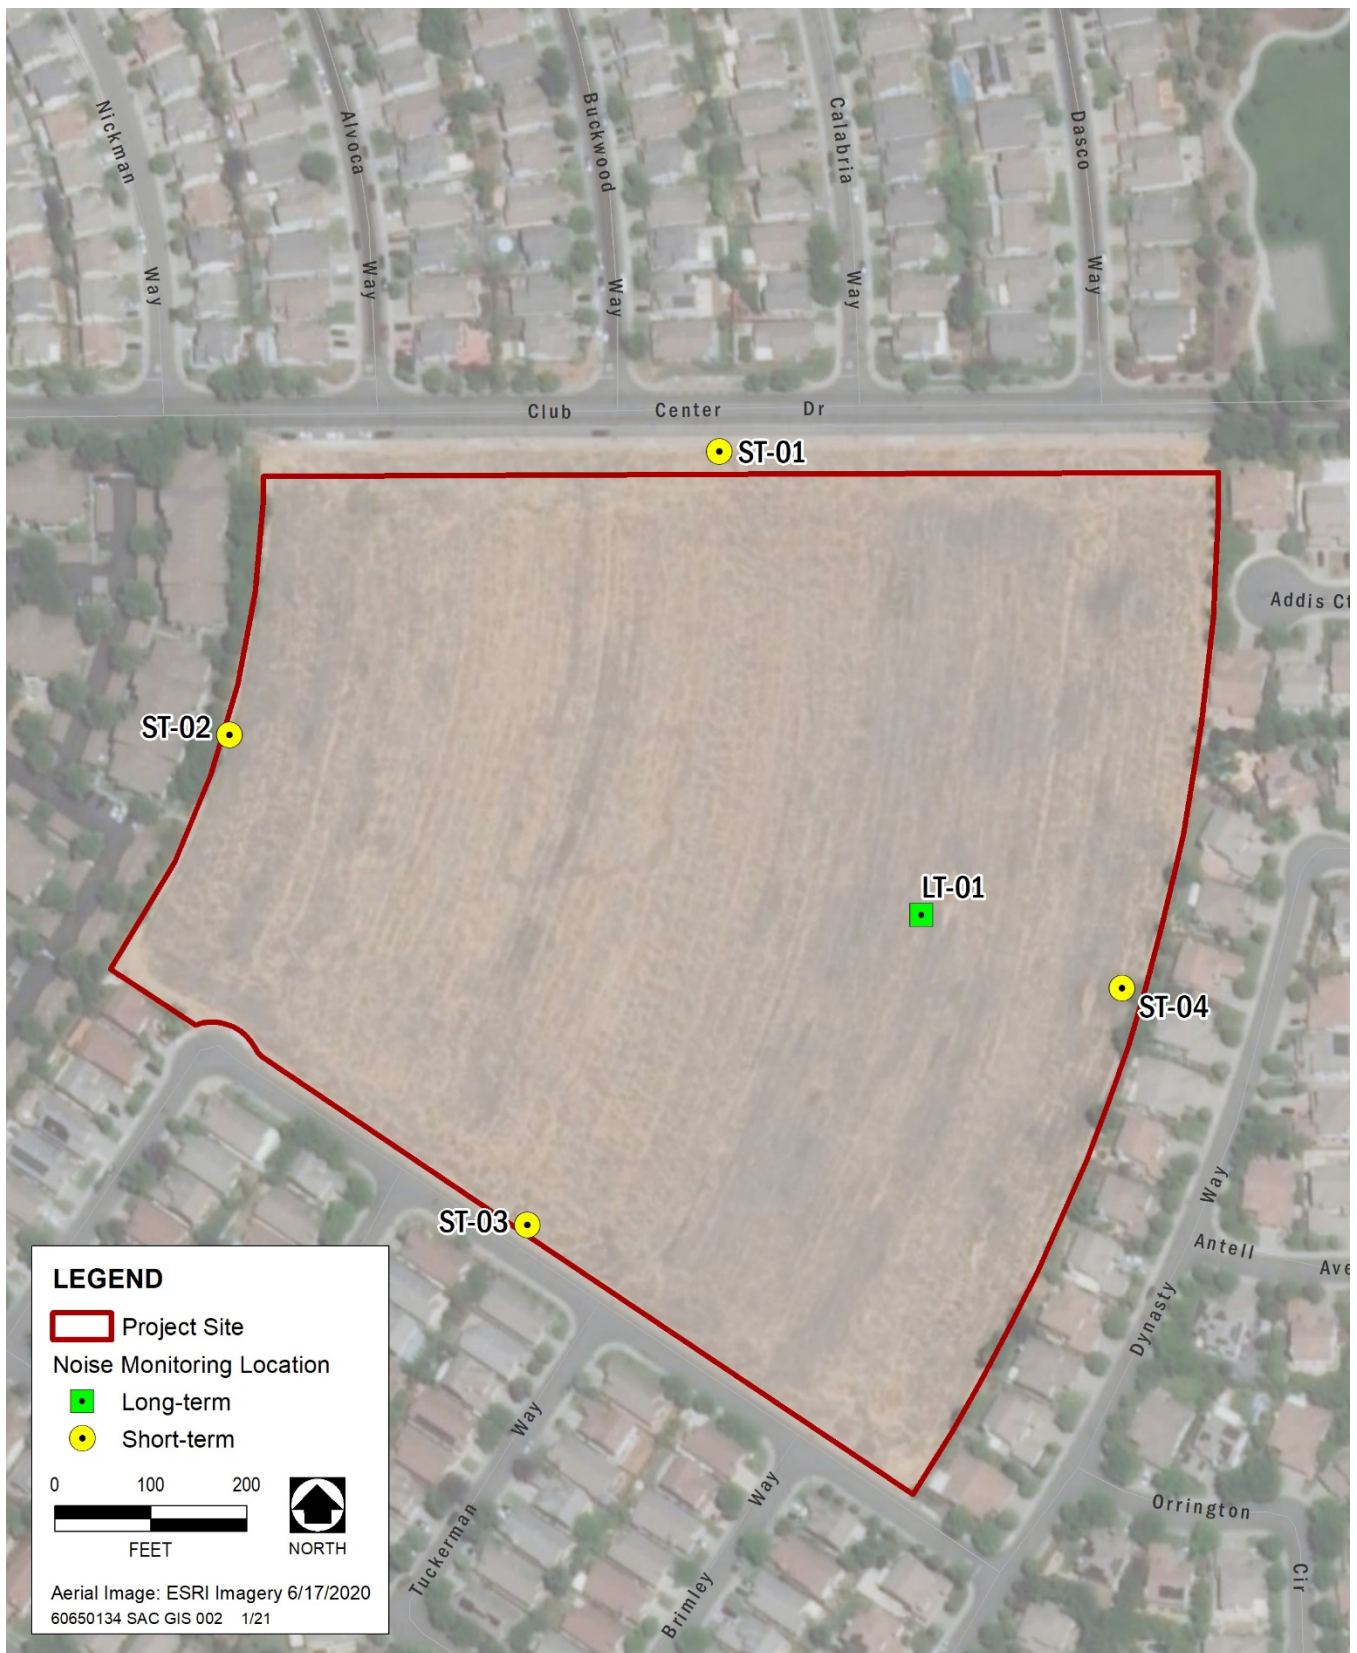 Nickman
Way
Alvoca
Way
Buckwood
Way
Calabria
Way
Dasco
Way
Club Center Dr
ST-01
Addis Ct
ST-02
LT-01
ST-04
ST-03
Way
Antell Ave
Dynasty
Way
Tuckerman
Way
Brimley
Orrington
Cir
LEGEND
Project Site
Noise Monitoring Location
Long-term
Short-term
0 100 200
FEET
NORTH
Aerial Image: ESRI Imagery 6/17/2020
60650134 SAC GIS 002 1/21